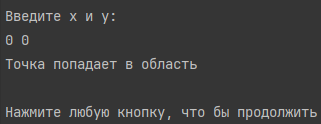 Введите x и y:
0 0
Точка попадает в область
Нажмите любую кнопку, что бы продолжить